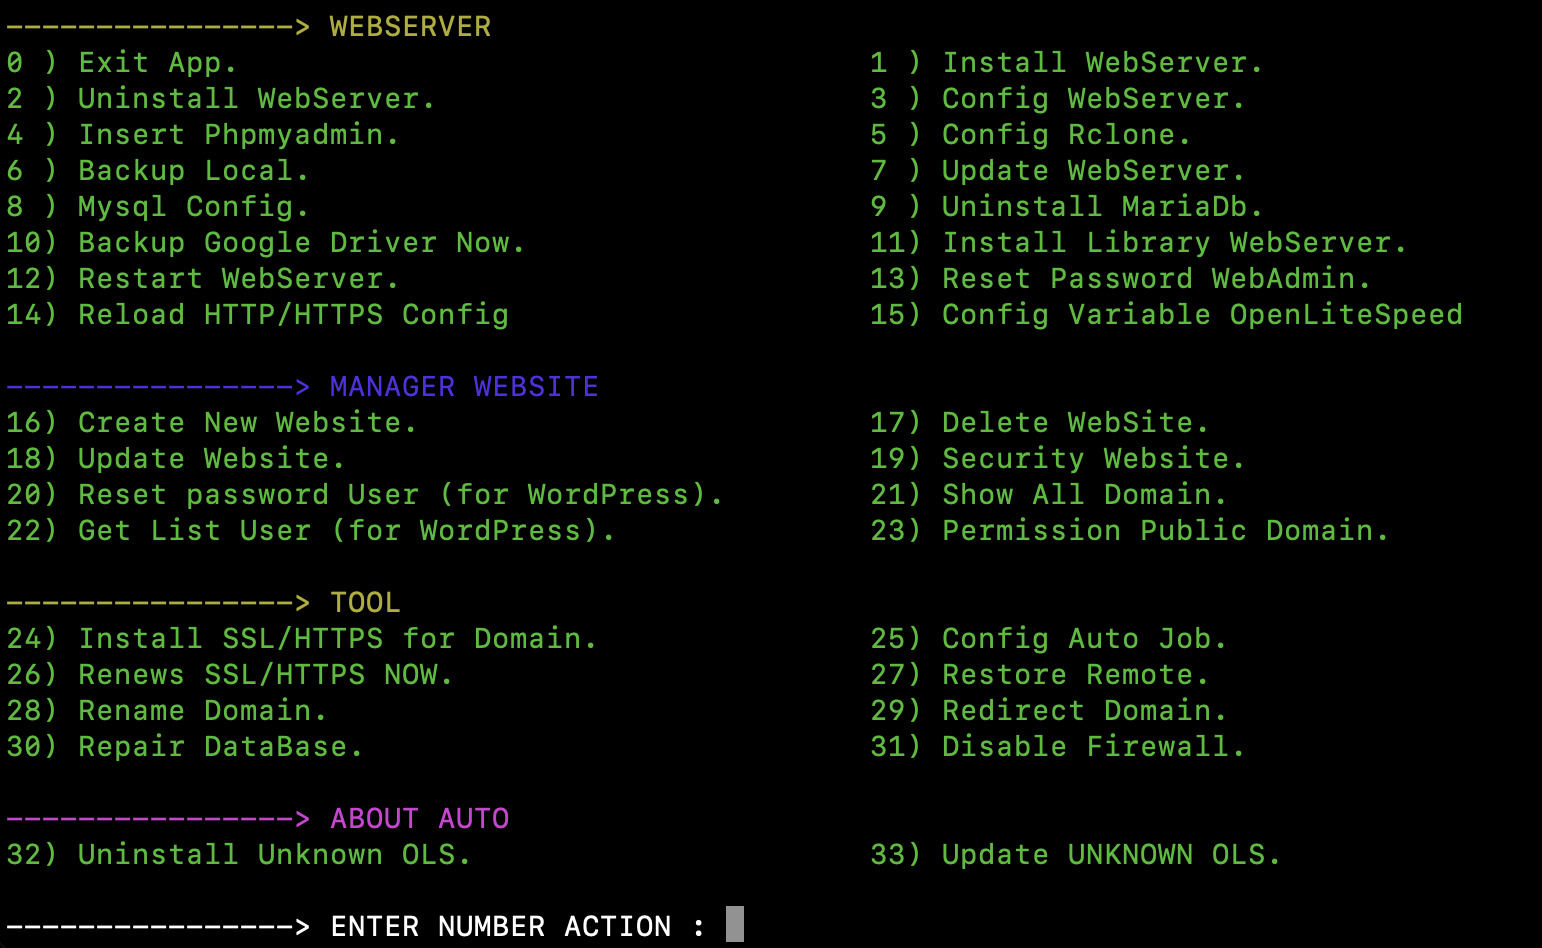 ----------------> WEBSERVER
0 ) Exit App. 1 ) Install WebServer.
2 ) Uninstall WebServer. 3 ) Config WebServer.
4 ) Insert Phpmyadmin. 5 ) Config Rclone.
6 ) Backup Local. 7 ) Update WebServer.
8 ) Mysql Config. 9 ) Uninstall MariaDb.
10) Backup Google Driver Now. 11) Install Library WebServer.
12) Restart WebServer. 13) Reset Password WebAdmin.
14) Reload HTTP/HTTPS Config 15) Config Variable OpenLiteSpeed
----------------> MANAGER WEBSITE
16) Create New Website. 17) Delete WebSite.
18) Update Website. 19) Security Website.
20) Reset password User (for WordPress). 21) Show All Domain.
22) Get List User (for WordPress). 23) Permission Public Domain.
----------------> TOOL
24) Install SSL/HTTPS for Domain. 25) Config Auto Job.
26) Renews SSL/HTTPS NOW. 27) Restore Remote.
28) Rename Domain. 29) Redirect Domain.
30) Repair DataBase. 31) Disable Firewall.
----------------> ABOUT AUTO
32) Uninstall Unknown OLS. 33) Update UNKNOWN OLS.
----------------> ENTER NUMBER ACTION :